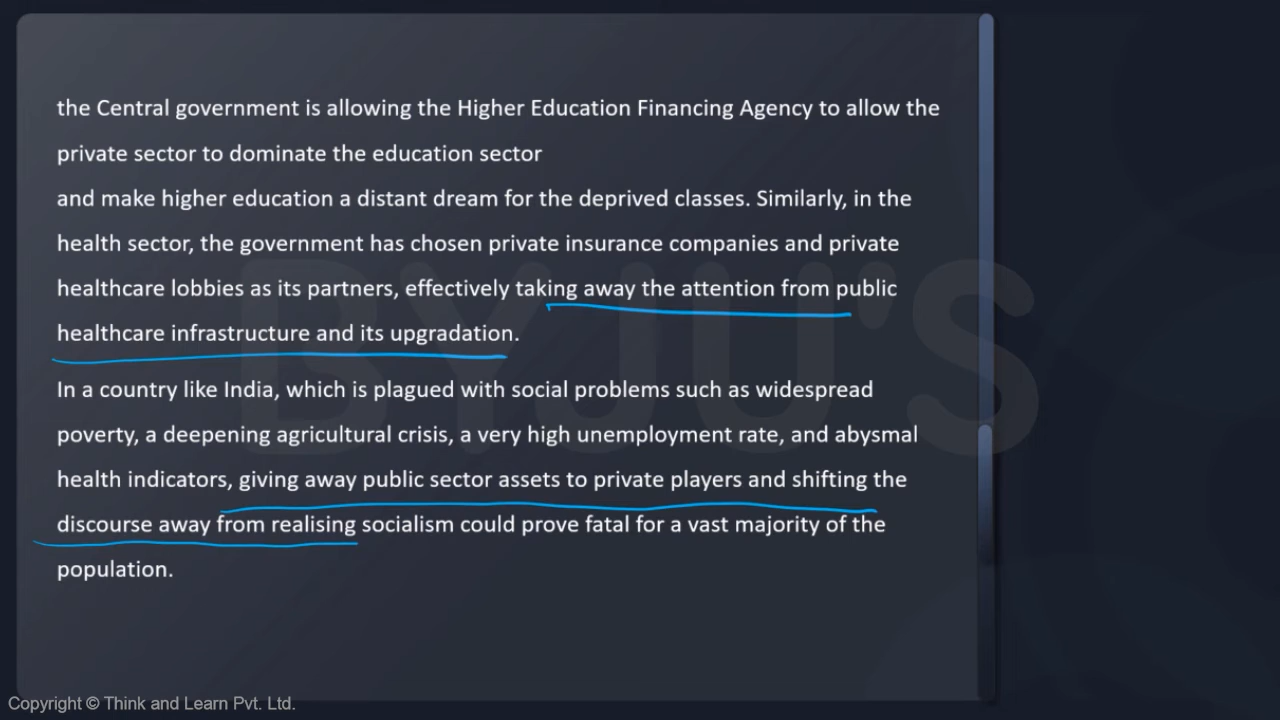 the Central government is allowing the Higher Education Financing Agency to allow the
private sector to dominate the education sector
and make higher education a distant dream for the deprived classes. Similarly, in the
health sector, the government has chosen private insurance companies and private
healthcare lobbies as its partners, effectively taking away the attention from public
healthcare infrastructure and its upgradation.
In a country like India, which is plagued with social problems such as widespread
poverty, a deepening agricultural crisis, a very high unemployment rate, and abysmal
health indicators, giving away public sector assets to private players and shifting the
discourse away from realising socialism could prove fatal for a vast majority of the
population.
BYJU'S
Copyright © Think and Learn Pvt. Ltd.